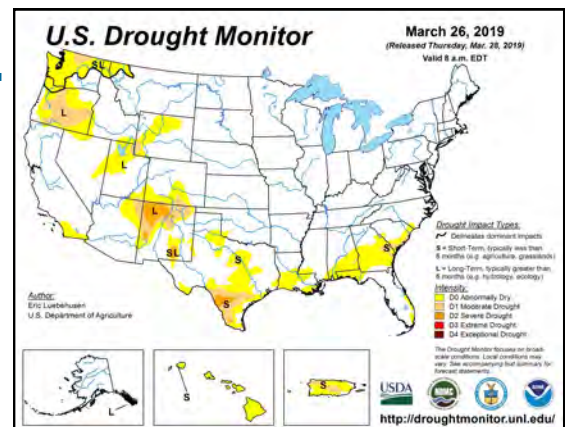 U.S. Drought Monitor
March 26, 2019
(Released Thursday, Mar. 28, 2019)
Valid 8 a.m. EDT
SL
L
L
L
SL
S
S
S
Drought Impact Types:
Delineates dominant impacts
S = Short-Term, typically less than
6 months (e.g. agriculture, grasslands)
L = Long-Term, typically greater than
6 months (e.g. hydrology, ecology)
Intensity:
D0 Abnormally Dry
D1 Moderate Drought
D2 Severe Drought
D3 Extreme Drought
D4 Exceptional Drought
Author:
Eric Luebehusen
U.S. Department of Agriculture
The Drought Monitor focuses on broad-
scale conditions. Local conditions may
vary. See accompanying text summary for
forecast statements.
L
S
S
USDA
NDMC
http://droughtmonitor.unl.edu/